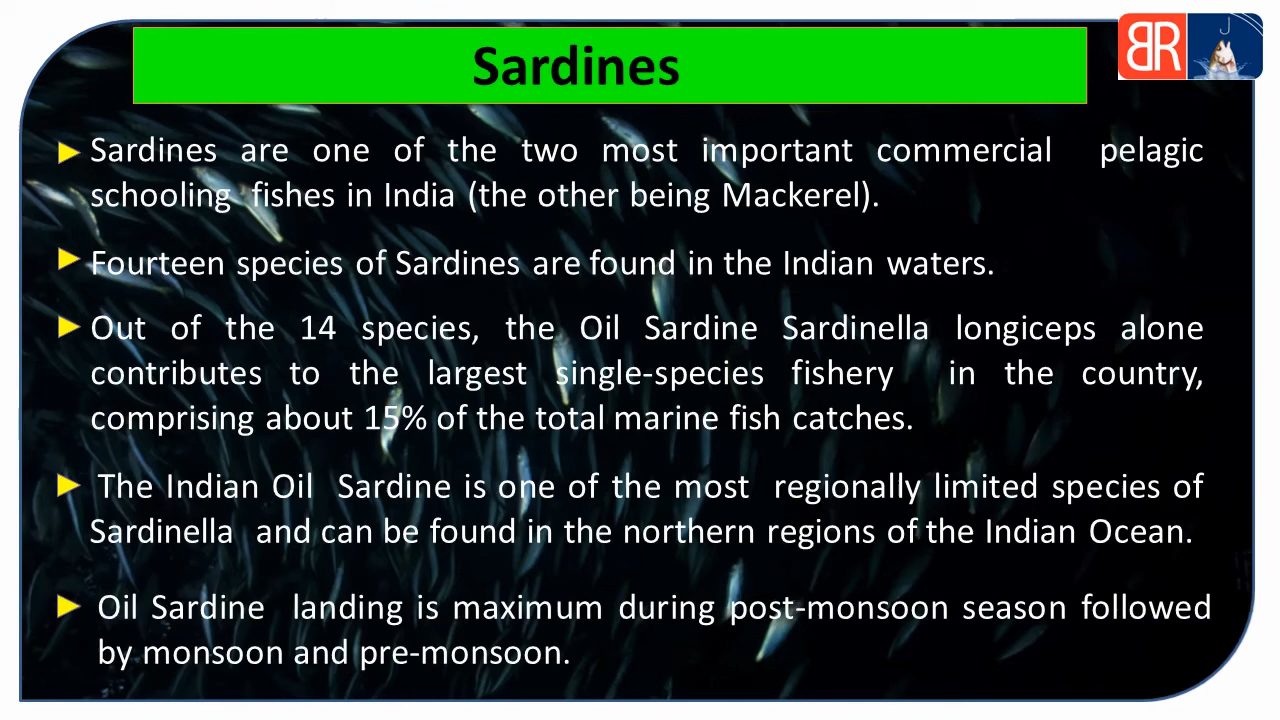 Sardines
BR
Sardines are one of the two most important commercial pelagic
schooling fishes in India (the other being Mackerel).
Fourteen species of Sardines are found in the Indian waters.
Out of the 14 species, the Oil Sardine Sardinella longiceps alone
contributes to the largest single-species fishery in the country,
comprising about 15% of the total marine fish catches.
The Indian Oil Sardine is one of the most regionally limited species of
Sardinella and can be found in the northern regions of the Indian Ocean.
Oil Sardine landing is maximum during post-monsoon season followed
by monsoon and pre-monsoon.